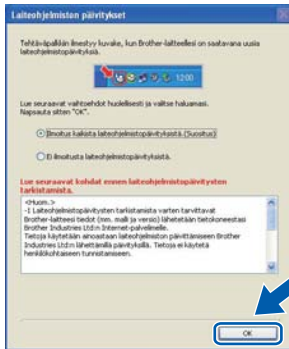 Laiteohjelmiston päivitykset
Tehtäväpalkkiin ilmestyy kuvake, kun Brother-laitteellesi on saatavana uusia
laiteohjelmistopäivityksiä.
12:00
Lue seuraavat vaihtoehdot huolellisesti ja valitse haluamasi.
Napsauta sitten "OK".
Ilmoitus kaikista laiteohjelmistopäivityksistä.(Suositus)
Ei ilmoitusta laiteohjelmistopäivityksistä.
Lue seuraavat kohdat ennen laiteohjelmistopäivitysten
tarkistamista.
<Huom.>
-1 Laiteohjelmistopäivitysten tarkistamista varten tarvittavat
Brother-laitteesi tiedot (mm. malli ja versio) lähetetään tietokoneestasi
Brother Industries Ltd:n Internet-palvelimelle.
Tietoja käytetään ainoastaan laiteohjelmiston päivittämiseen Brother
Industries Ltd:n lähettämillä päivityksillä. Tietoja ei käytetä
henkilökohtaiseen tunnistamiseen.
OK